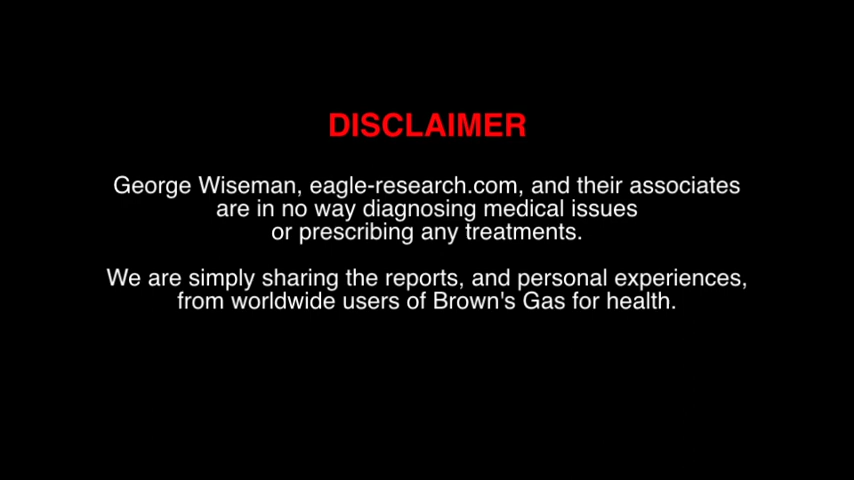 DISCLAIMER
George Wiseman, eagle-research.com, and their associates
are in no way diagnosing medical issues
or prescribing any treatments.
We are simply sharing the reports, and personal experiences,
from worldwide users of Brown's Gas for health.